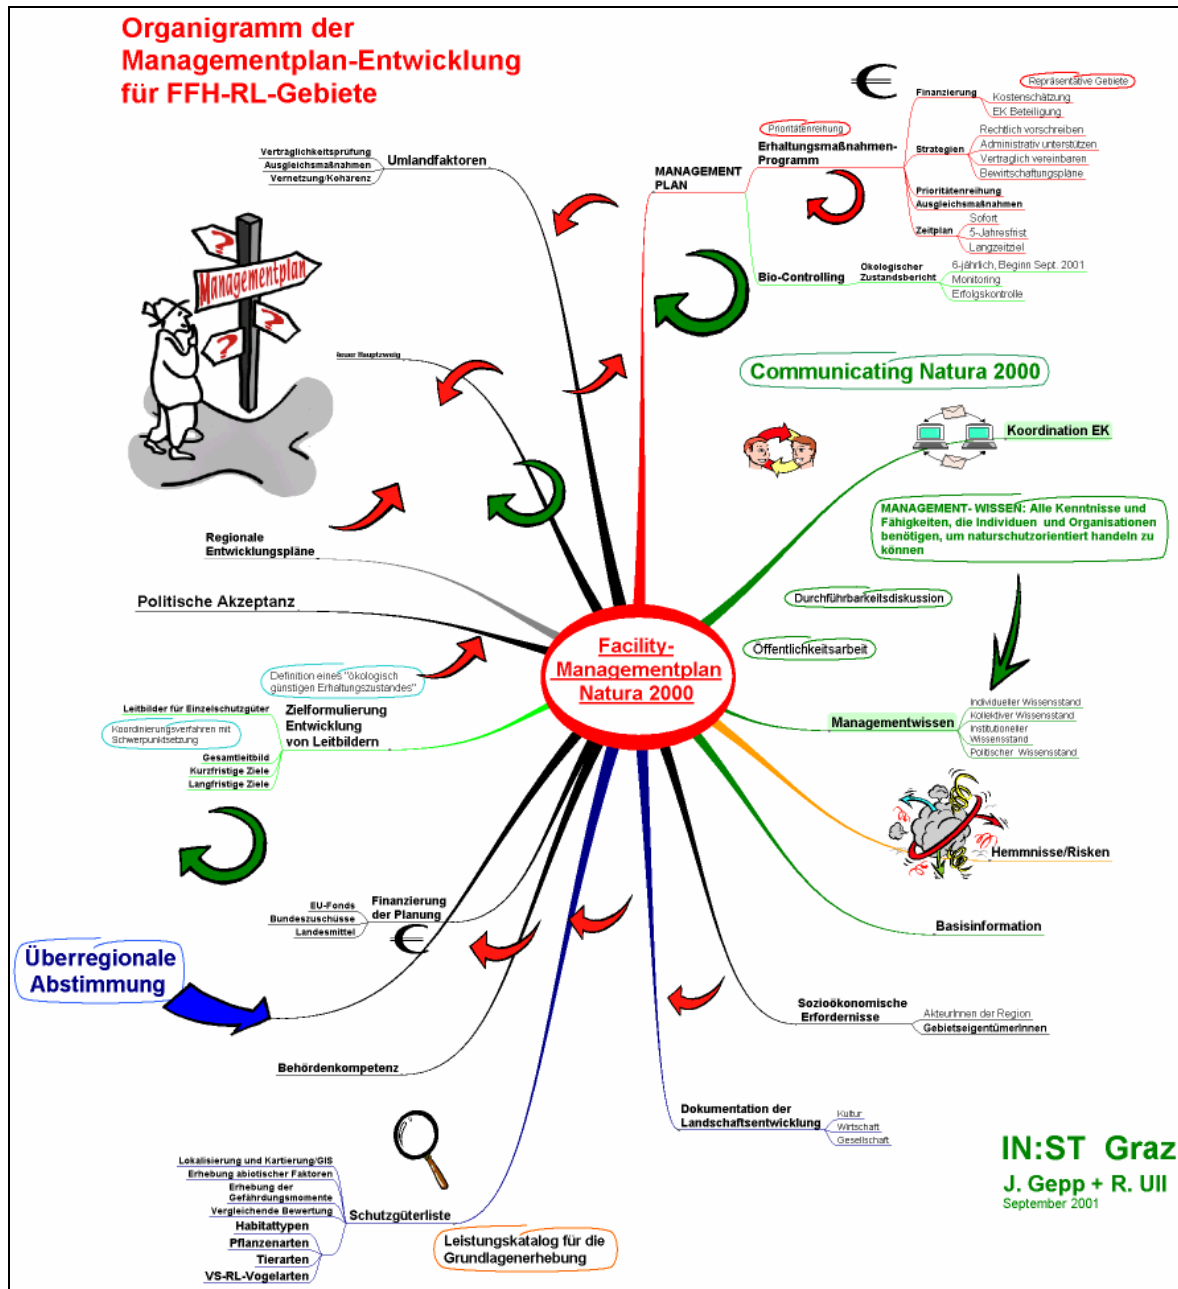 Organigramm der
Managementplan-Entwicklung
für FFH-RL-Gebiete
Repräsentative Gebiete
Finanzierung
Kostenschätzung
EK Beteiligung
Prioritätenreihung
Erhaltungsmaßnahmen-
Programm
MANAGEMENT
PLAN
Strategien
Rechtlich vorschreiben
Administrativ unterstützen
Vertraglich vereinbaren
Bewirtschaftungspläne
Prioritätenreihung
Ausgleichsmaßnahmen
Zeitplan
Sofort
5-Jahresfrist
Langzeitziel
Bio-Controlling
Ökologischer
Zustandsbericht
6-jährlich, Beginn Sept. 2001
Monitoring
Erfolgskontrolle
Verträglichkeitsprüfung
Ausgleichsmaßnahmen
Vernetzung/Kohärenz
Umlandfaktoren
?
Managementplan
?
?
Neuer Hauptzweig
Communicating Natura 2000
Koordination EK
MANAGEMENT- WISSEN: Alle Kenntnisse und
Fähigkeiten, die Individuen und Organisationen
benötigen, um naturschutzorientiert handeln zu
können
Regionale
Entwicklungspläne
Politische Akzeptanz
Durchführbarkeitsdiskussion
Öffentlichkeitsarbeit
Facility-
Managementplan
Natura 2000
Definition eines "ökologisch
günstigen Erhaltungszustandes"
Leitbilder für Einzelschutzgüter
Koordinierungsverfahren mit
Schwerpunktsetzung
Gesamtleitbild
Kurzfristige Ziele
Langfristige Ziele
Zielformulierung
Entwicklung
von Leitbildern
Managementwissen
Individueller Wissensstand
Kollektiver Wissensstand
Institutioneller
Wissensstand
Politischer Wissensstand
Hemmnisse/Risken
Basisinformation
EU-Fonds
Bundeszuschüsse
Landesmittel
Finanzierung
der Planung
€
Überregionale
Abstimmung
Sozioökonomische
Erfordernisse
AkteurInnen der Region
GebietseigentümerInnen
Behördenkompetenz
Dokumentation der
Landschaftsentwicklung
Kultur
Wirtschaft
Gesellschaft
Lokalisierung und Kartierung/GIS
Erhebung abiotischer Faktoren
Erhebung der
Gefährdungsmomente
Vergleichende Bewertung
Habitattypen
Pflanzenarten
Tierarten
VS-RL-Vogelarten
Schutzgüterliste
Leistungskatalog für die
Grundlagenerhebung
IN:ST Graz
J. Gepp + R. Ull
September 2001